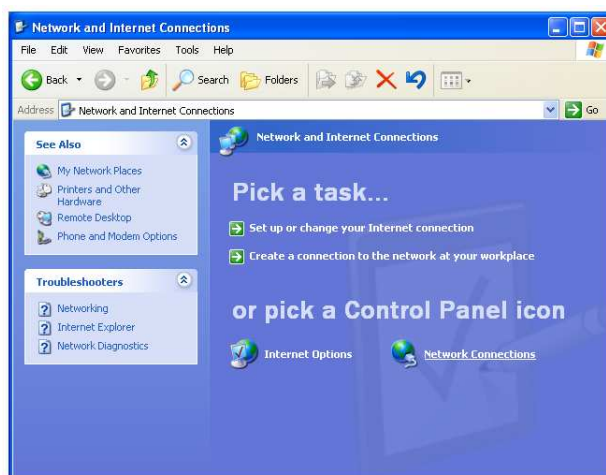 Network and Internet Connections
File Edit View Favorites Tools Help
Back Search Folders
Address Network and Internet Connections Go
See Also
My Network Places
Printers and Other
Hardware
Remote Desktop
Phone and Modem Options
Troubleshooters
Networking
Internet Explorer
Network Diagnostics
Network and Internet Connections
Pick a task...
Set up or change your Internet connection
Create a connection to the network at your workplace
or pick a Control Panel icon
Internet Options Network Connections